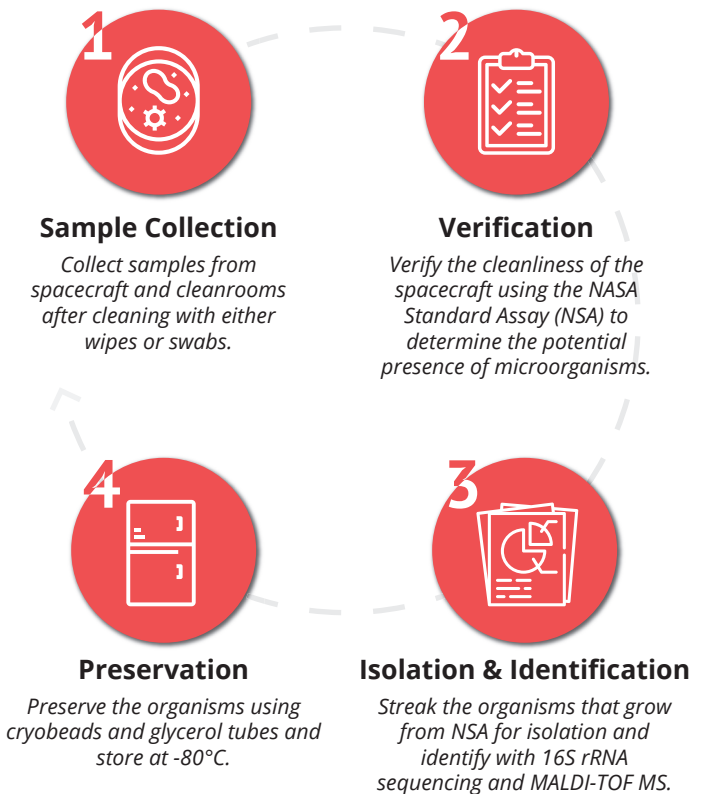 1
Sample Collection
Collect samples from
spacecraft and cleanrooms
after cleaning with either
wipes or swabs.
2
Verification
Verify the cleanliness of the
spacecraft using the NASA
Standard Assay (NSA) to
determine the potential
presence of microorganisms.
3
Isolation & Identification
Streak the organisms that grow
from NSA for isolation and
identify with 16S rRNA
sequencing and MALDI-TOF MS.
4
Preservation
Preserve the organisms using
cryobeads and glycerol tubes and
store at -80°C.